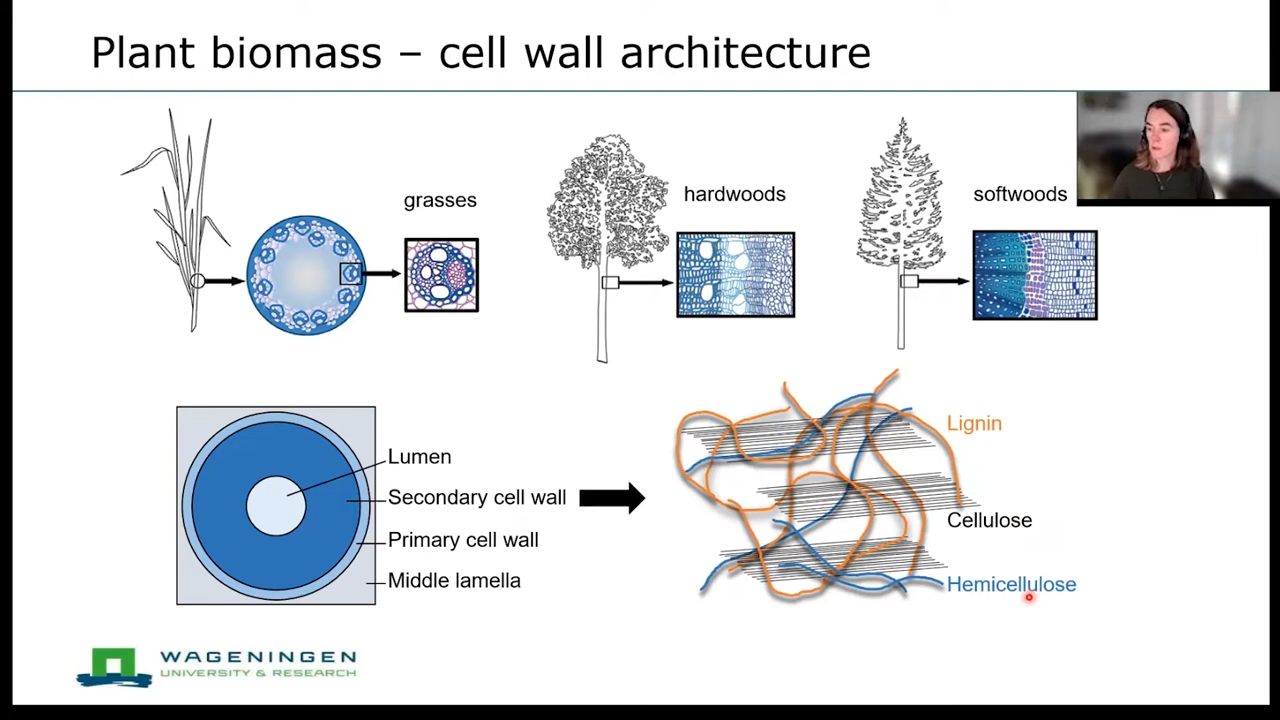 Plant biomass – cell wall architecture
grasses
hardwoods
softwoods
Lumen
Secondary cell wall
Primary cell wall
Middle lamella
Lignin
Cellulose
Hemicellulose
WAGENINGEN
UNIVERSITY & RESEARCH